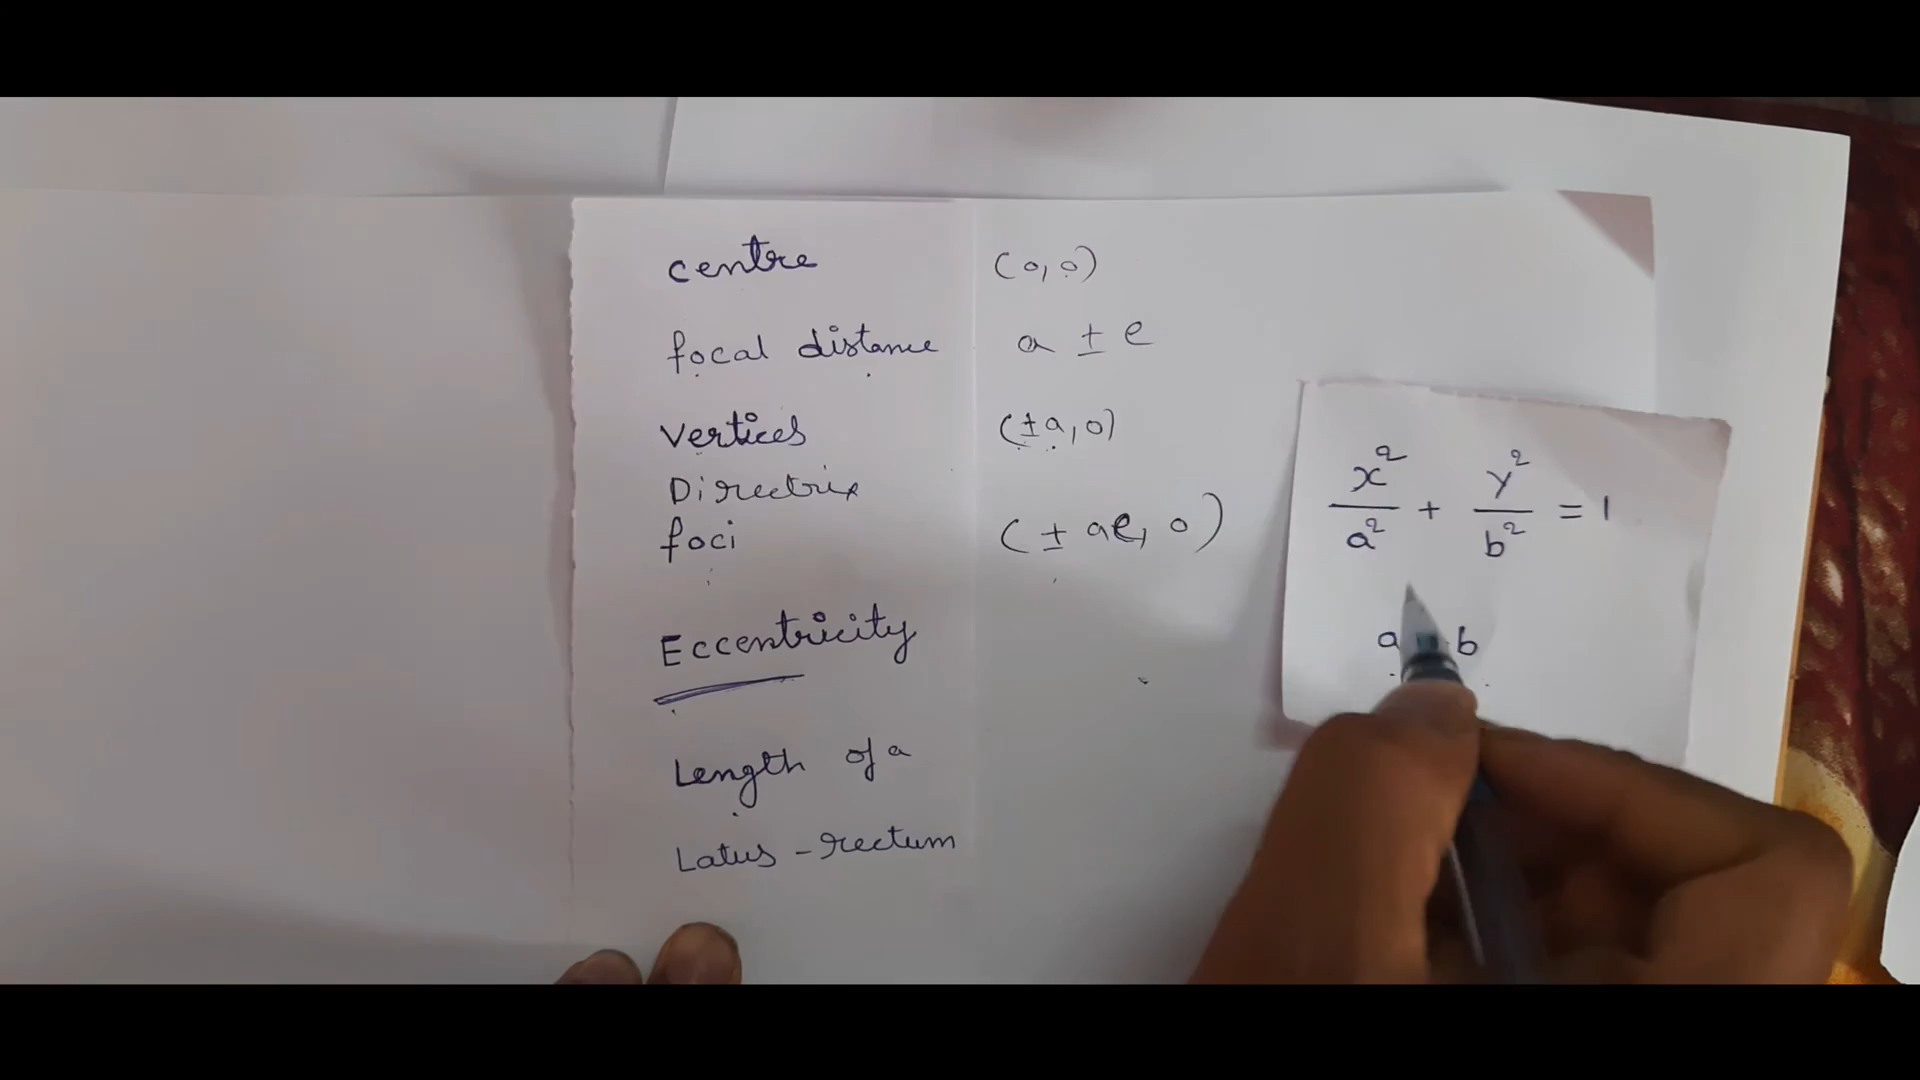 centre (0,0)
focal distance a ± e
Vertices (±a,0)
Directrix
foci (± ae, 0)
Eccentricity
Length of a
Latus-rectum
x²/a² + y²/b² = 1
a b